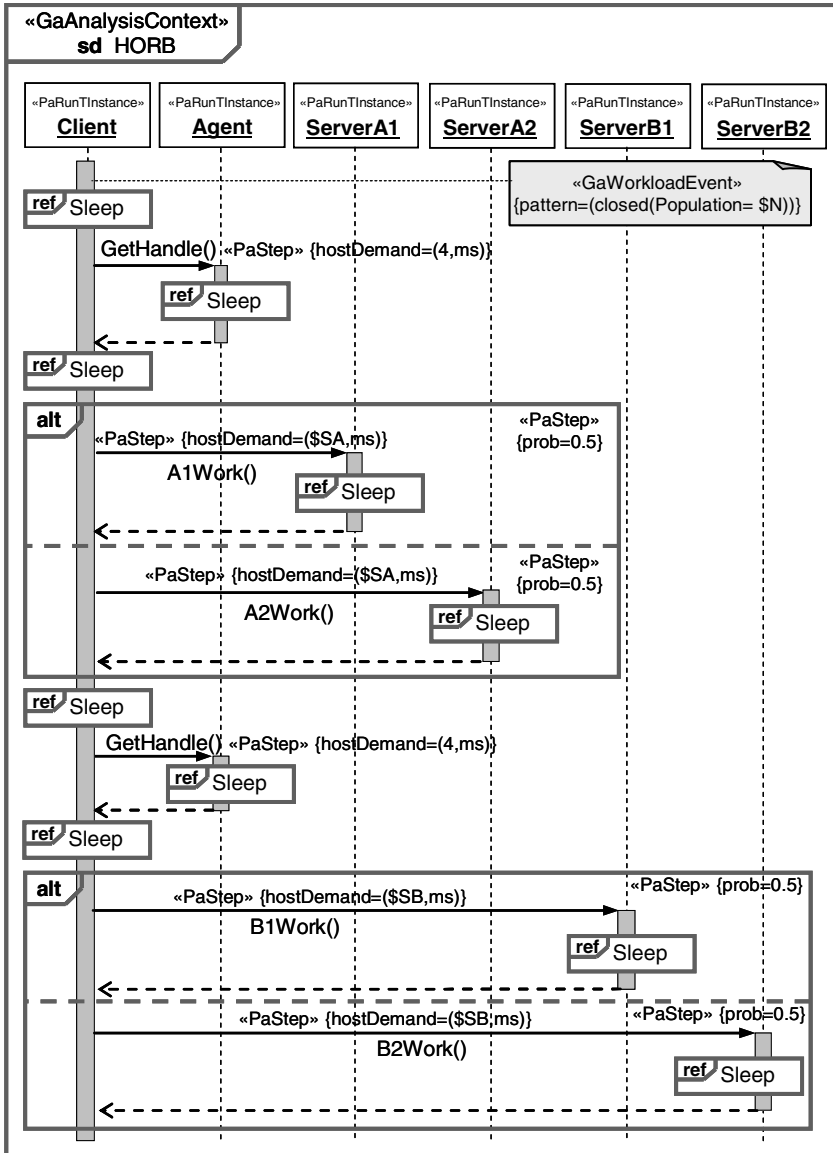 «GaAnalysisContext»
sd HORB
«PaRunTInstance» «PaRunTInstance» «PaRunTInstance» «PaRunTInstance» «PaRunTInstance» «PaRunTInstance»
Client Agent ServerA1 ServerA2 ServerB1 ServerB2
«GaWorkloadEvent»
{pattern=(closed(Population= $N))}
ref Sleep
GetHandle() «PaStep» {hostDemand=(4,ms)}
ref Sleep
ref Sleep
alt
«PaStep»
{prob=0.5}
«PaStep» {hostDemand=($SA,ms)}
A1Work()
ref Sleep
«PaStep»
{prob=0.5}
«PaStep» {hostDemand=($SA,ms)}
A2Work()
ref Sleep
ref Sleep
GetHandle() «PaStep» {hostDemand=(4,ms)}
ref Sleep
ref Sleep
alt
«PaStep» {prob=0.5}
«PaStep» {hostDemand=($SB,ms)}
B1Work()
ref Sleep
«PaStep» {hostDemand=($SB,ms)} «PaStep» {prob=0.5}
B2Work()
ref Sleep